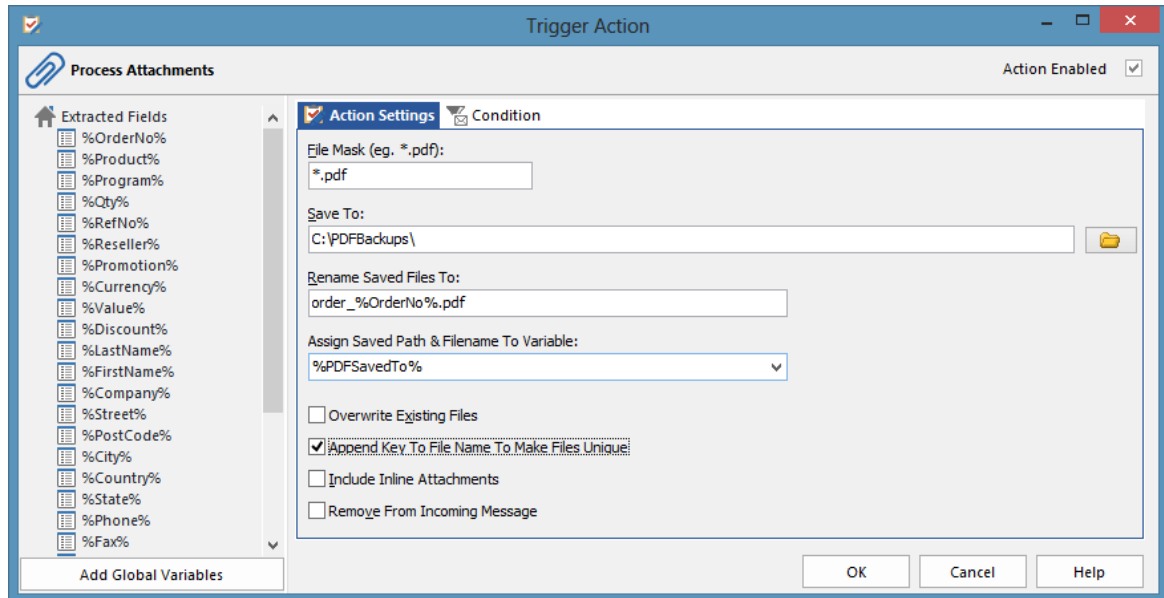 Trigger Action
Process Attachments
Action Enabled
Extracted Fields
%OrderNo%
%Product%
%Program%
%Qty%
%RefNo%
%Reseller%
%Promotion%
%Currency%
%Value%
%Discount%
%LastName%
%FirstName%
%Company%
%Street%
%PostCode%
%City%
%Country%
%State%
%Phone%
%Fax%
Add Global Variables
Action Settings
Condition
File Mask (eg. *.pdf):
*.pdf
Save To:
C:\PDFBackups\
Rename Saved Files To:
order_%OrderNo%.pdf
Assign Saved Path & Filename To Variable:
%PDFSavedTo%
Overwrite Existing Files
Append Key To File Name To Make Files Unique
Include Inline Attachments
Remove From Incoming Message
OK
Cancel
Help